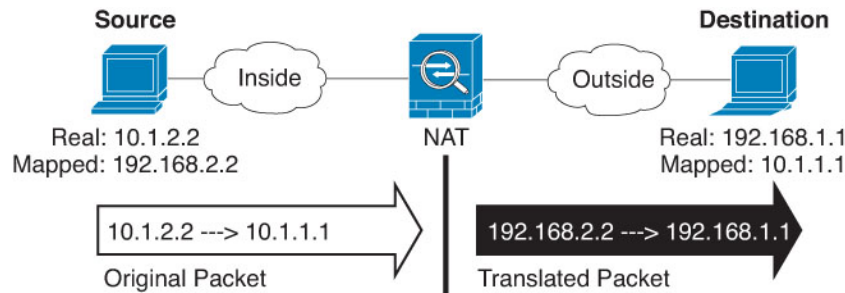 Source
Destination
Inside
Outside
Real: 10.1.2.2
Mapped: 192.168.2.2
NAT
Real: 192.168.1.1
Mapped: 10.1.1.1
10.1.2.2 ---> 10.1.1.1
192.168.2.2 ---> 192.168.1.1
Original Packet
Translated Packet